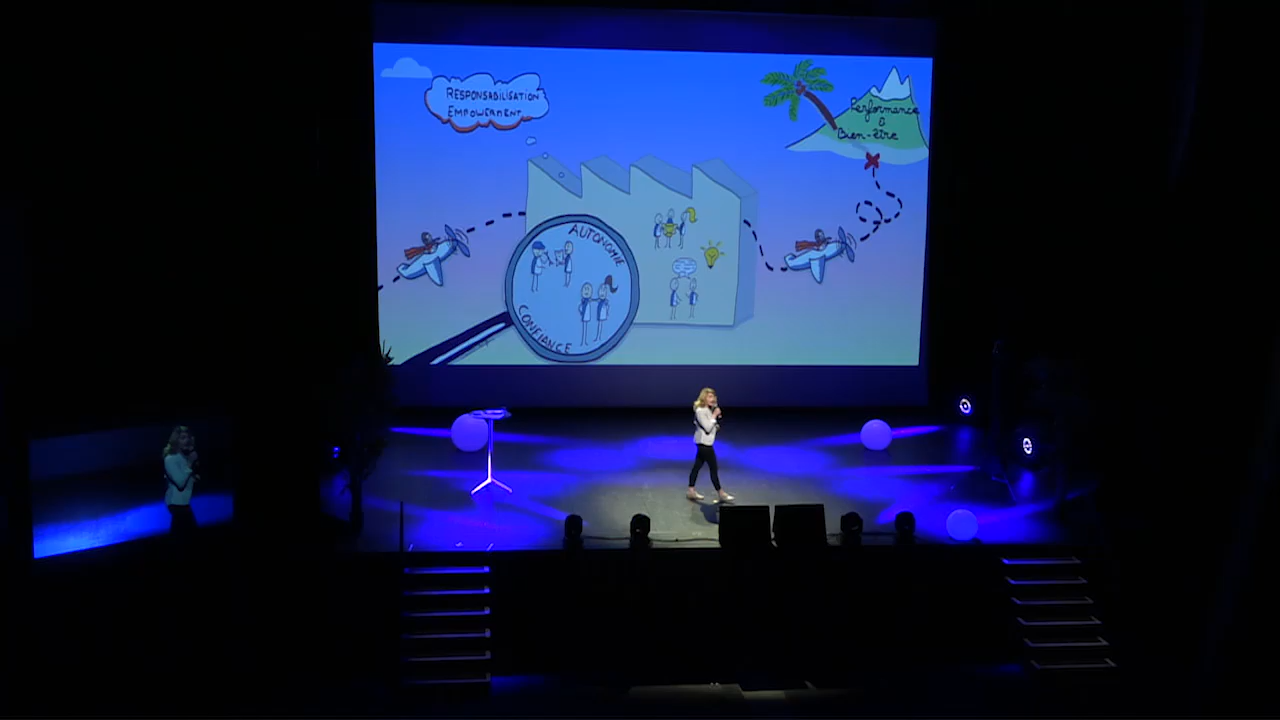 RESPONSABILISATION
EMPOWERMENT
Performance
&
Bien-être
AUTONOMIE
CONFIANCE